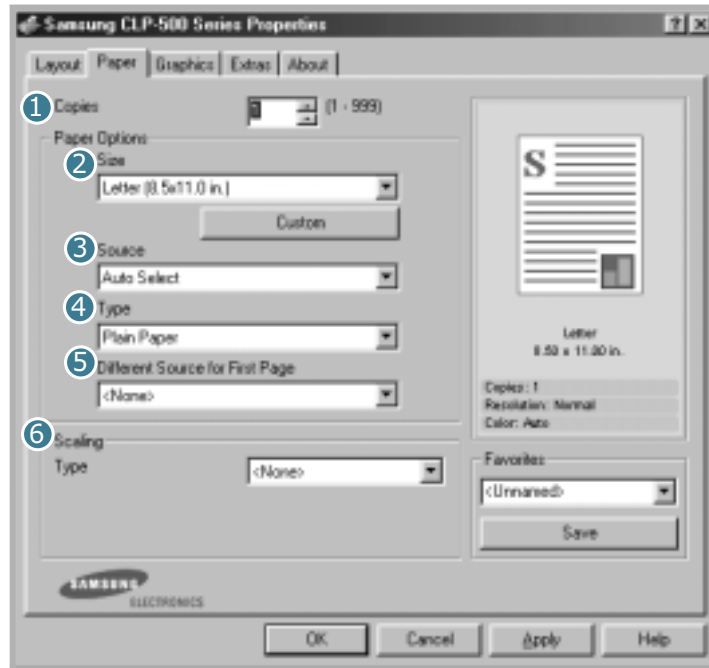 Samsung CLP-500 Series Properties
Layout Paper Graphics Extras About
1 Copies 1 (1 - 999)
Paper Options
2 Size
Letter (8.5x11.0 in.)
Custom
3 Source
Auto Select
4 Type
Plain Paper
5 Different Source for First Page
<None>
6 Scaling
Type <None>
S
Letter
8.50 x 11.00 in.
Copies: 1
Resolution: Normal
Color: Auto
Favorites
<Unnamed>
Save
SAMSUNG
ELECTRONICS
OK Cancel Apply Help